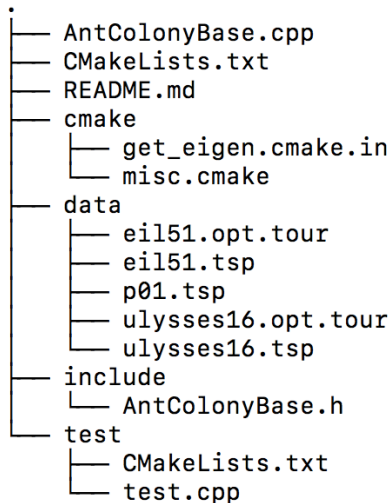 .
├── AntColonyBase.cpp
├── CMakeLists.txt
├── README.md
├── cmake
│   ├── get_eigen.cmake.in
│   └── misc.cmake
├── data
│   ├── eil51.opt.tour
│   ├── eil51.tsp
│   ├── p01.tsp
│   ├── ulysses16.opt.tour
│   └── ulysses16.tsp
├── include
│   └── AntColonyBase.h
└── test
    ├── CMakeLists.txt
    └── test.cpp